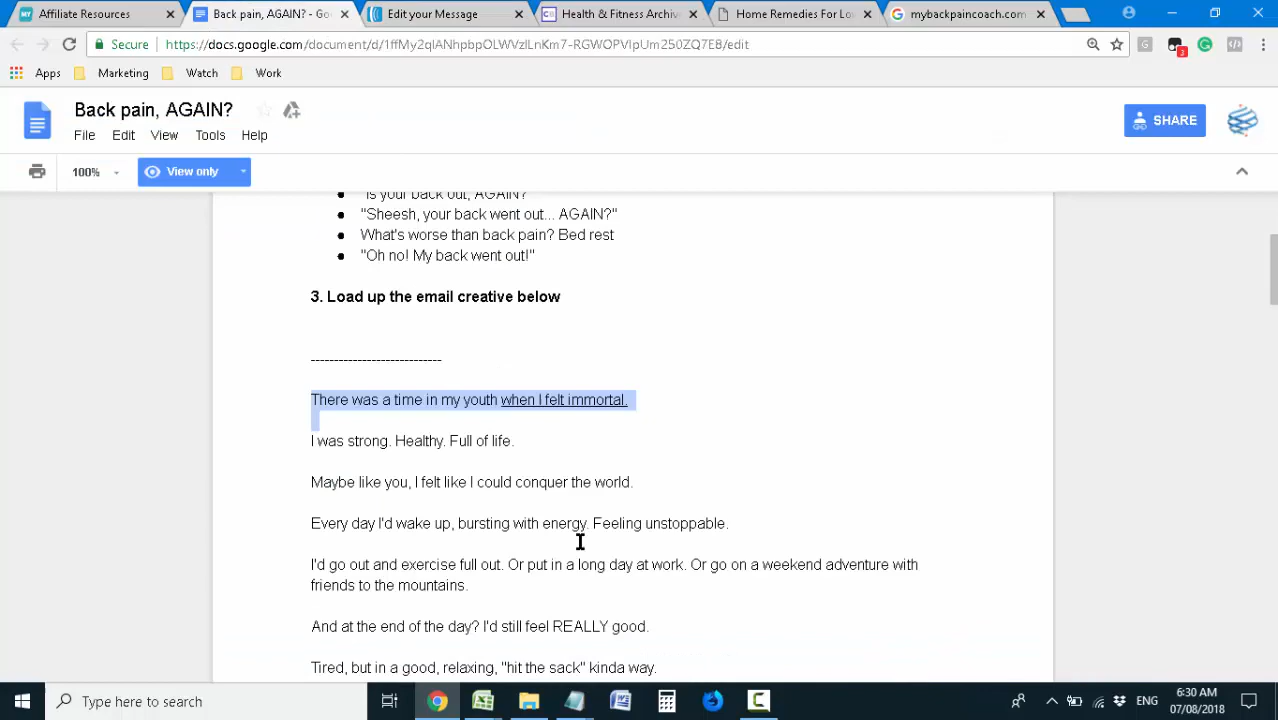 Affiliate Resources
Back pain, AGAIN? - Go
Edit your Message
Health & Fitness Archiv
Home Remedies For Lo
mybackpaincoach.com
Secure
https://docs.google.com/document/d/1ffMy2qIANhpbpOLWVzILnKm7-RGWOPVIpUm250ZQ7E8/edit
Apps
Marketing
Watch
Work
Back pain, AGAIN?
SHARE
File
Edit
View
Tools
Help
100%
View only
"Is your back out, AGAIN?"
"Sheesh, your back went out... AGAIN?"
What's worse than back pain? Bed rest
"Oh no! My back went out!"
3. Load up the email creative below
----------------------------
There was a time in my youth when I felt immortal.
I was strong. Healthy. Full of life.
Maybe like you, I felt like I could conquer the world.
Every day I'd wake up, bursting with energy. Feeling unstoppable.
I'd go out and exercise full out. Or put in a long day at work. Or go on a weekend adventure with
friends to the mountains.
And at the end of the day? I'd still feel REALLY good.
Tired, but in a good, relaxing, "hit the sack" kinda way.
Type here to search
ENG
6:30 AM
07/08/2018